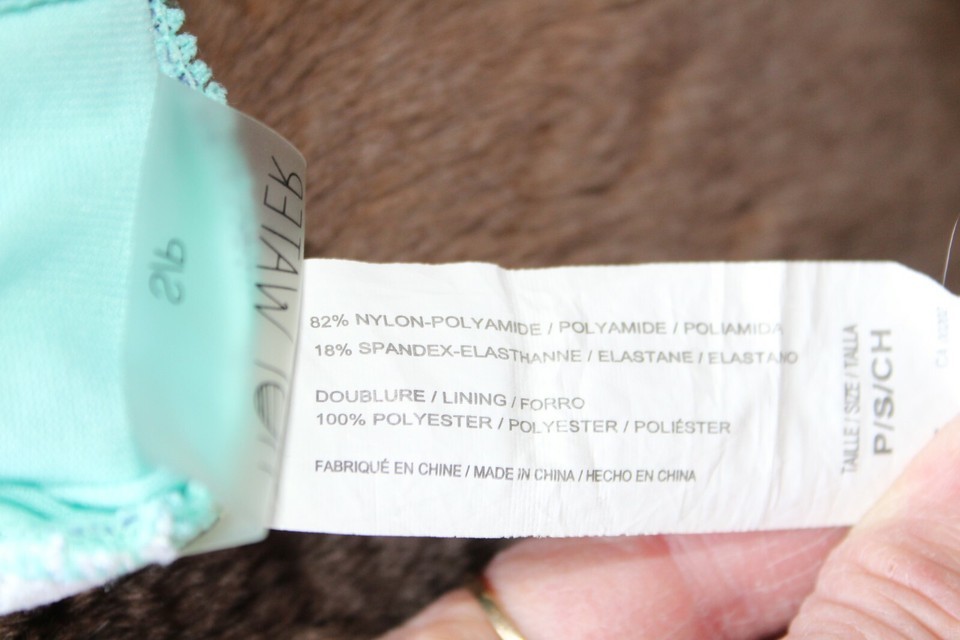 82% NYLON-POLYAMIDE / POLYAMIDE / POLIAMIDA
18% SPANDEX-ELASTHANNE / ELASTANE / ELASTANO
DOUBLURE / LINING / FORRO
100% POLYESTER / POLYESTER / POLIÉSTER
FABRIQUÉ EN CHINE / MADE IN CHINA / HECHO EN CHINA
TAILLE / SIZE / TALLA
P/S/CH
S/P
WATER